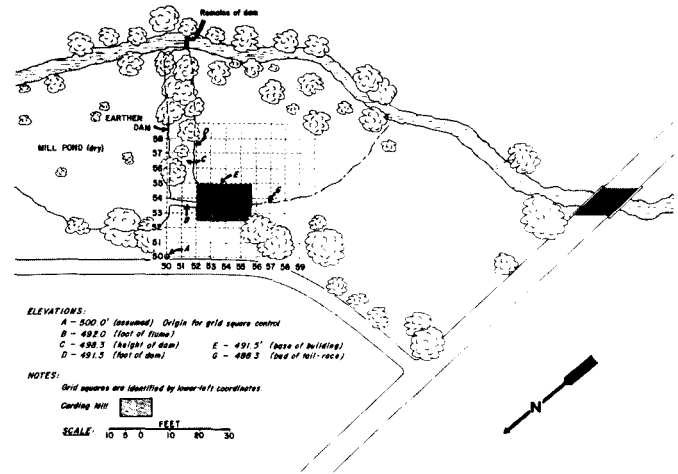 Remains of dam
EARTHEN
DAM
MILL POND (dry)
59
58
57
56
55
54
53
52
51
50
50 51 52 53 54 55 56 57 58 59
A
C
D
E
G
ELEVATIONS:
A - 500.0' (assumed) Origin for grid square control
B - 492.0 (foot of flume)
C - 498.3 (height of dam)
D - 491.5 (foot of dam)
E - 491.5' (base of building)
G - 488.3 (bed of tail-race)
NOTES:
Grid squares are identified by lower-left coordinates.
Carding Mill
SCALE:
FEET
10 5 0 10 20 30
N